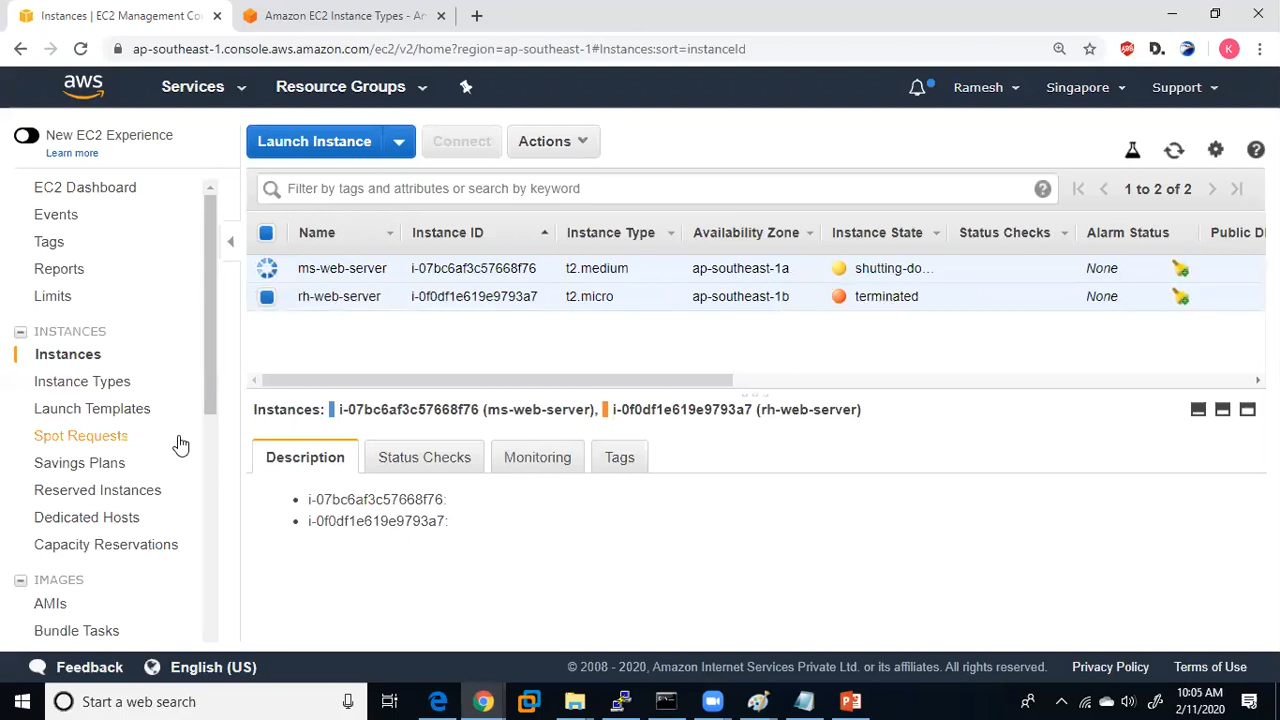 Instances | EC2 Management Co
Amazon EC2 Instance Types - A
ap-southeast-1.console.aws.amazon.com/ec2/v2/home?region=ap-southeast-1#Instances:sort=instanceId
ABP
D.
K
aws
Services
Resource Groups
Ramesh
Singapore
Support
New EC2 Experience
Learn more
EC2 Dashboard
Events
Tags
Reports
Limits
INSTANCES
Instances
Instance Types
Launch Templates
Spot Requests
Savings Plans
Reserved Instances
Dedicated Hosts
Capacity Reservations
IMAGES
AMIs
Bundle Tasks
Launch Instance
Connect
Actions
Filter by tags and attributes or search by keyword
1 to 2 of 2
Name Instance ID Instance Type Availability Zone Instance State Status Checks Alarm Status Public D
ms-web-server i-07bc6af3c57668f76 t2.medium ap-southeast-1a shutting-do... None
rh-web-server i-0f0df1e619e9793a7 t2.micro ap-southeast-1b terminated None
Instances: i-07bc6af3c57668f76 (ms-web-server), i-0f0df1e619e9793a7 (rh-web-server)
Description
Status Checks
Monitoring
Tags
i-07bc6af3c57668f76:
i-0f0df1e619e9793a7:
Feedback
English (US)
© 2008 - 2020, Amazon Internet Services Private Ltd. or its affiliates. All rights reserved.
Privacy Policy
Terms of Use
Start a web search
10:05 AM
2/11/2020